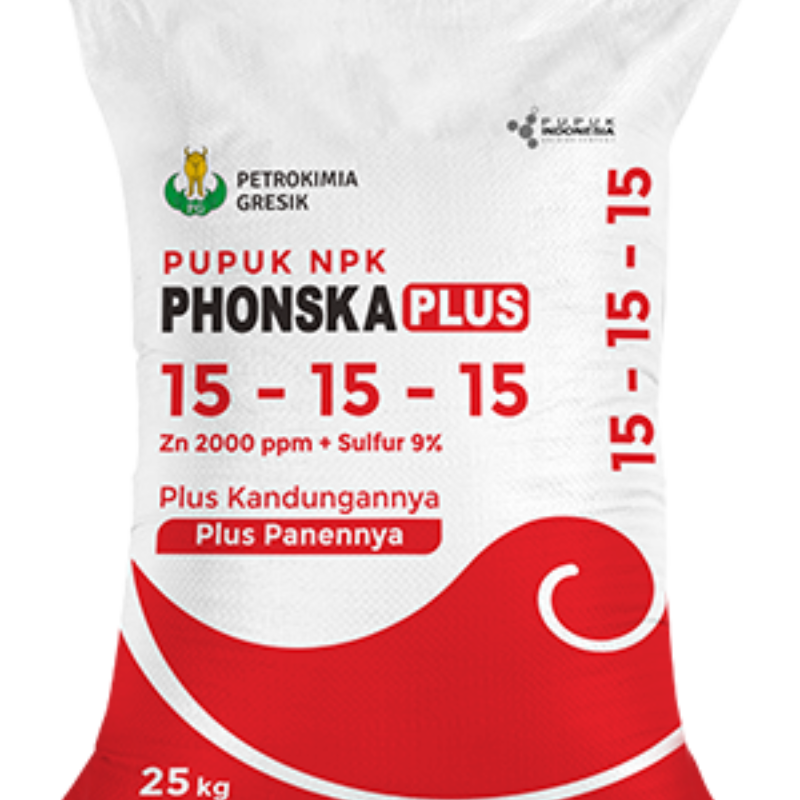 PUPUK
INDONESIA
PETROKIMIA
GRESIK
PUPUK NPK
PHONSKA PLUS
15 - 15 - 15
Zn 2000 ppm + Sulfur 9%
Plus Kandungannya
Plus Panennya
15 - 15 - 15
25 kg